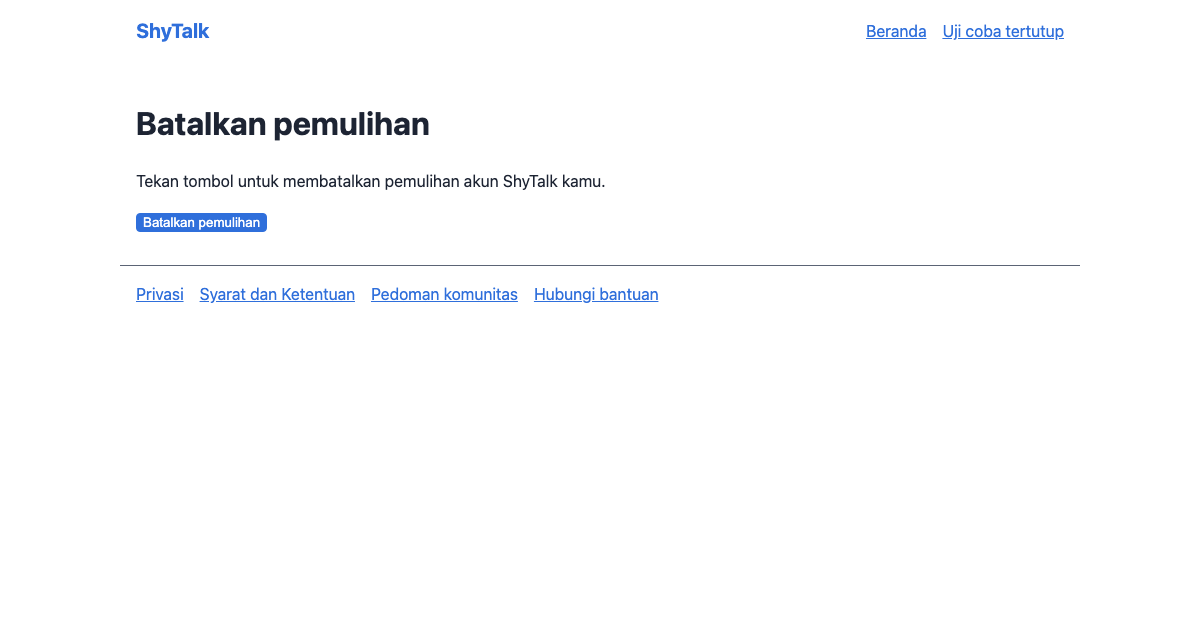 ShyTalk
Beranda Uji coba tertutup
Batalkan pemulihan
Tekan tombol untuk membatalkan pemulihan akun ShyTalk kamu.
Batalkan pemulihan
Privasi Syarat dan Ketentuan Pedoman komunitas Hubungi bantuan